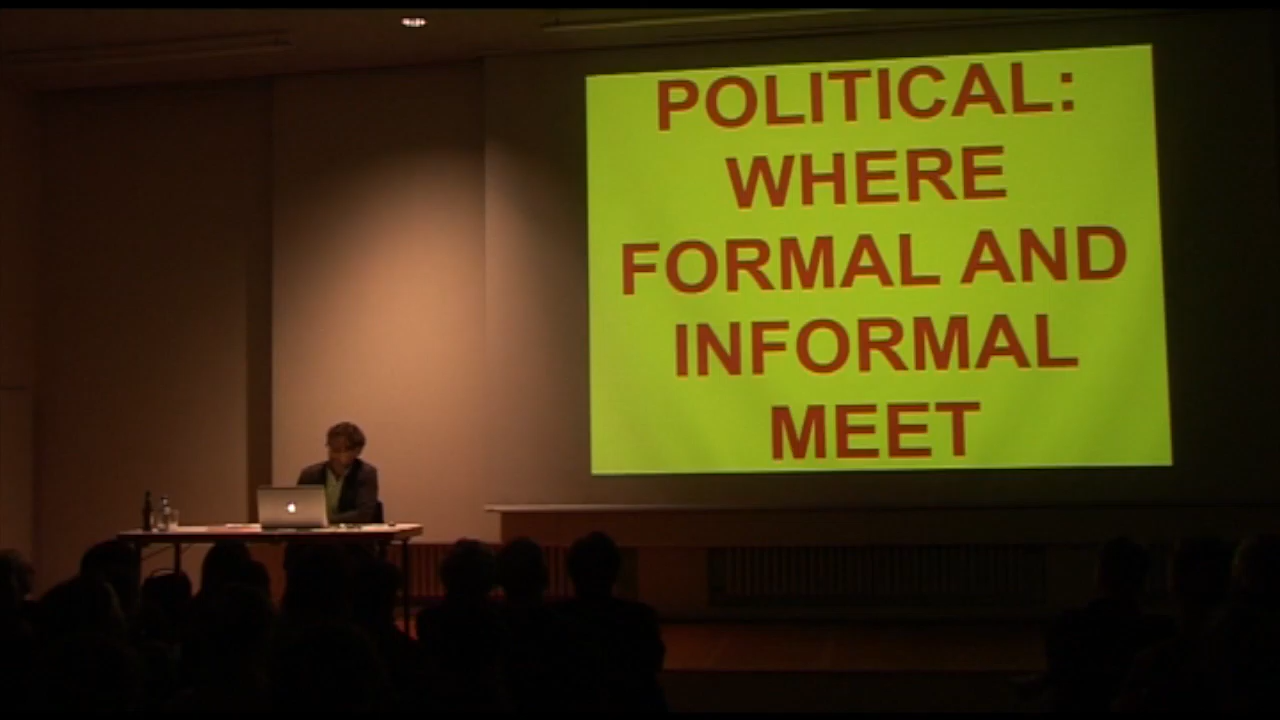 POLITICAL:
WHERE
FORMAL AND
INFORMAL
MEET